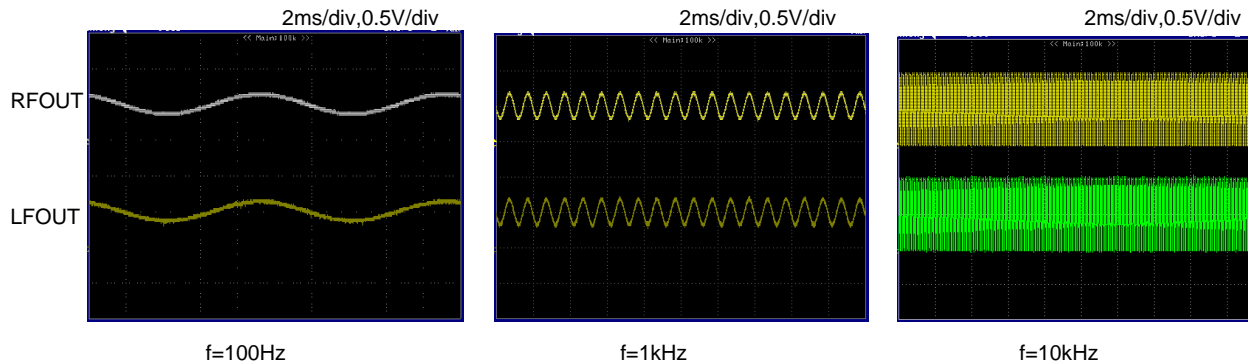 2ms/div,0.5V/div
2ms/div,0.5V/div
2ms/div,0.5V/div
<< Main:100k >>
<< Main:100k >>
<< Main:100k >>
RFOUT
LFOUT
f=100Hz
f=1kHz
f=10kHz